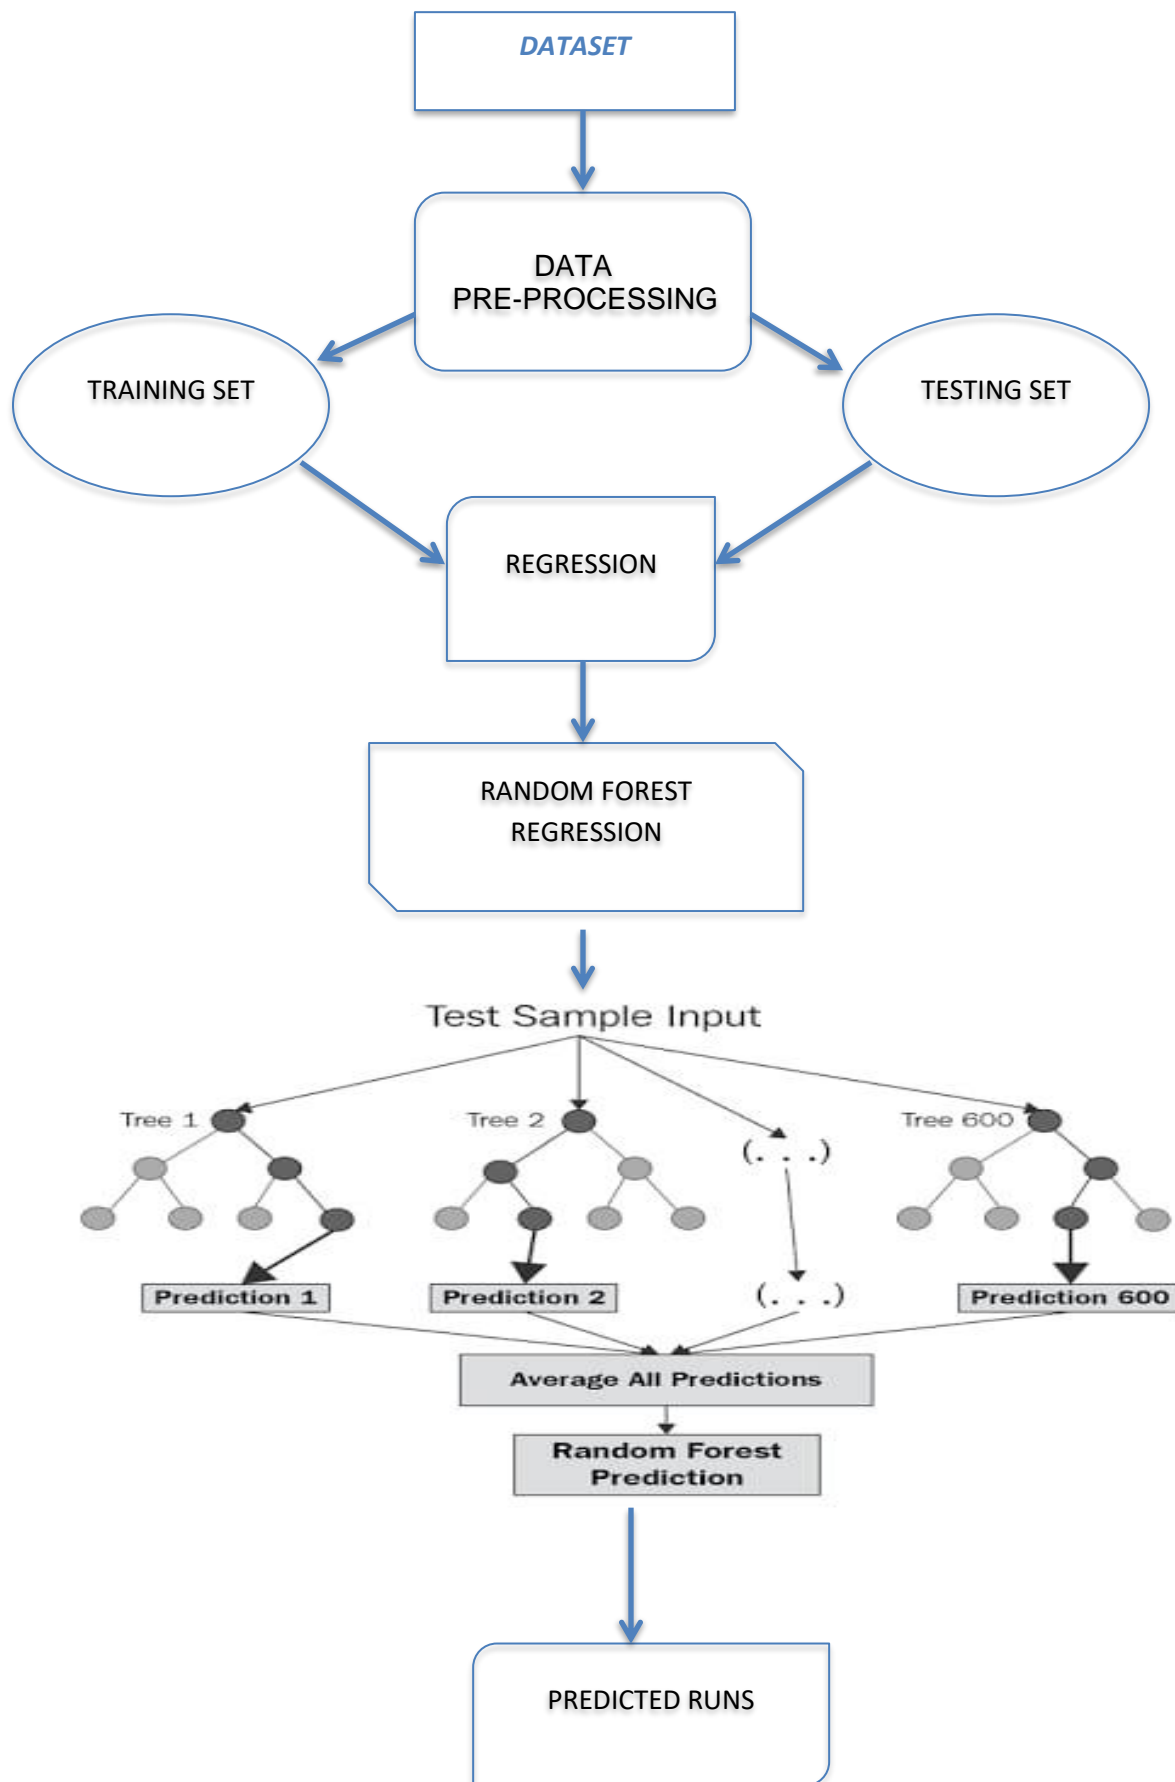 DATASET
DATA
PRE-PROCESSING
TRAINING SET
TESTING SET
REGRESSION
RANDOM FOREST
REGRESSION
Test Sample Input
Tree 1
Tree 2
(. . .)
Tree 600
Prediction 1
Prediction 2
(. . .)
Prediction 600
Average All Predictions
Random Forest
Prediction
PREDICTED RUNS